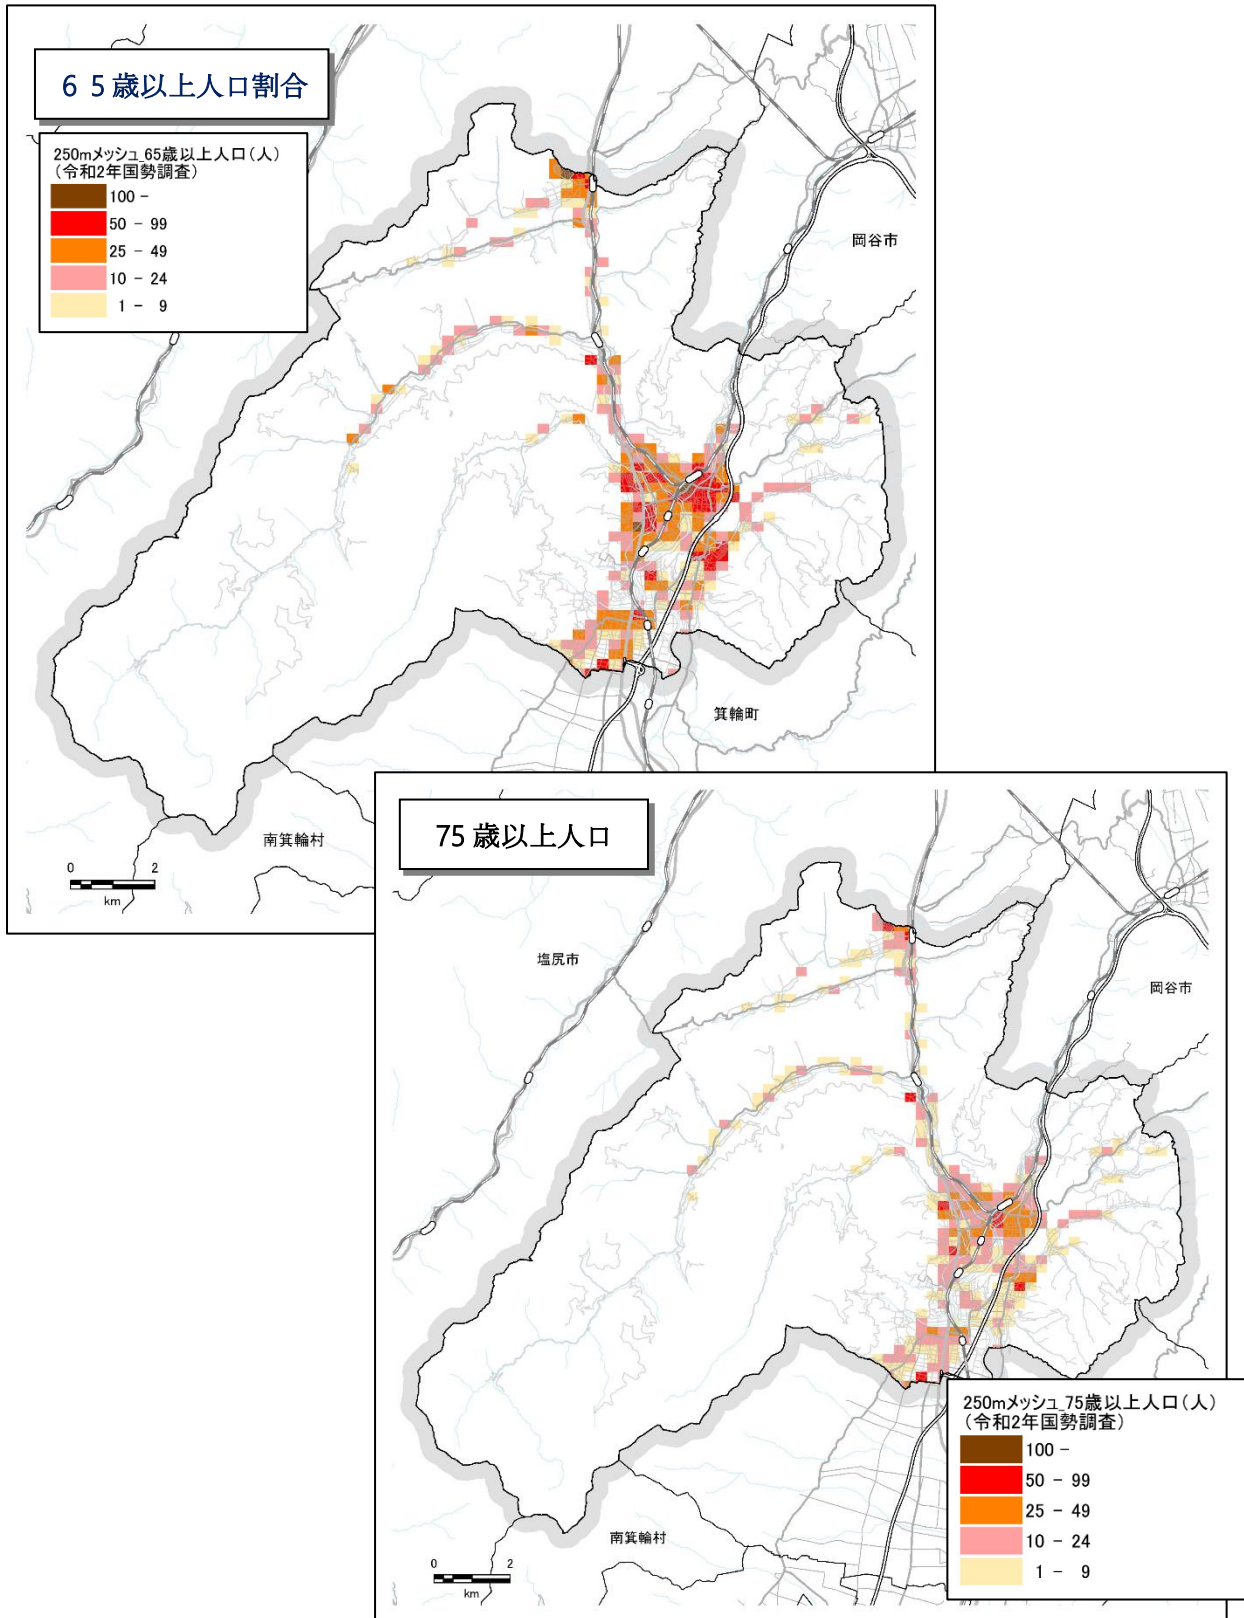 ６５歳以上人口割合
250mメッシュ_65歳以上人口（人）
（令和2年国勢調査）
100 -
50 - 99
25 - 49
10 - 24
1 - 9
岡谷市
箕輪町
南箕輪村
0 2
km
75歳以上人口
塩尻市
岡谷市
250mメッシュ_75歳以上人口（人）
（令和2年国勢調査）
100 -
50 - 99
25 - 49
10 - 24
1 - 9
南箕輪村
0 2
km